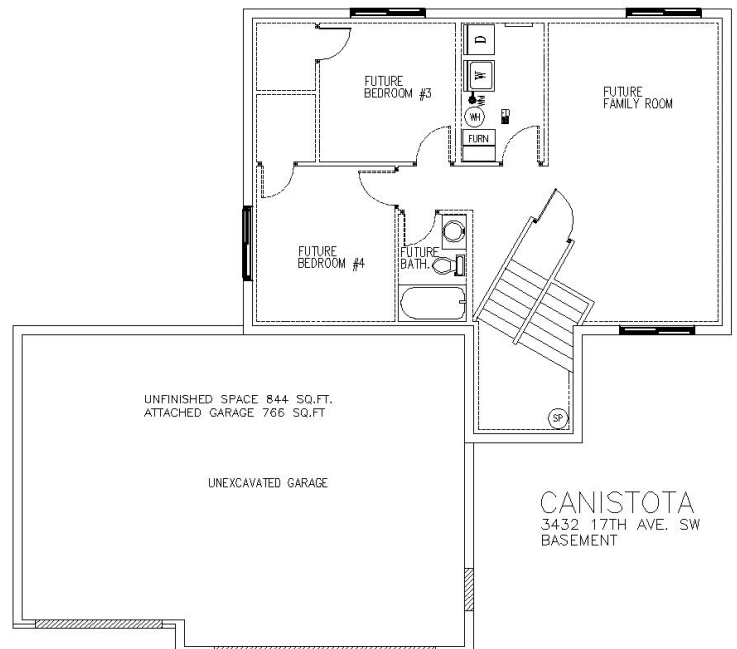 D
W
FUTURE
BEDROOM #3
FUTURE
FAMILY ROOM
WH
FD
FURN
FUTURE
BEDROOM #4
FUTURE
BATH.
UNFINISHED SPACE 844 SQ.FT.
ATTACHED GARAGE 766 SQ.FT
SP
UNEXCAVATED GARAGE
CANISTOTA
3432 17TH AVE. SW
BASEMENT